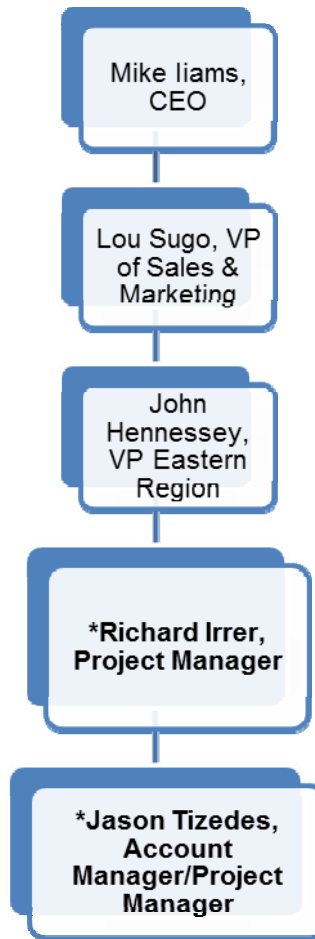 Mike Iiams,
CEO
Lou Sugo, VP
of Sales &
Marketing
John
Hennessey,
VP Eastern
Region
*Richard Irrer,
Project Manager
*Jason Tizedes,
Account
Manager/Project
Manager